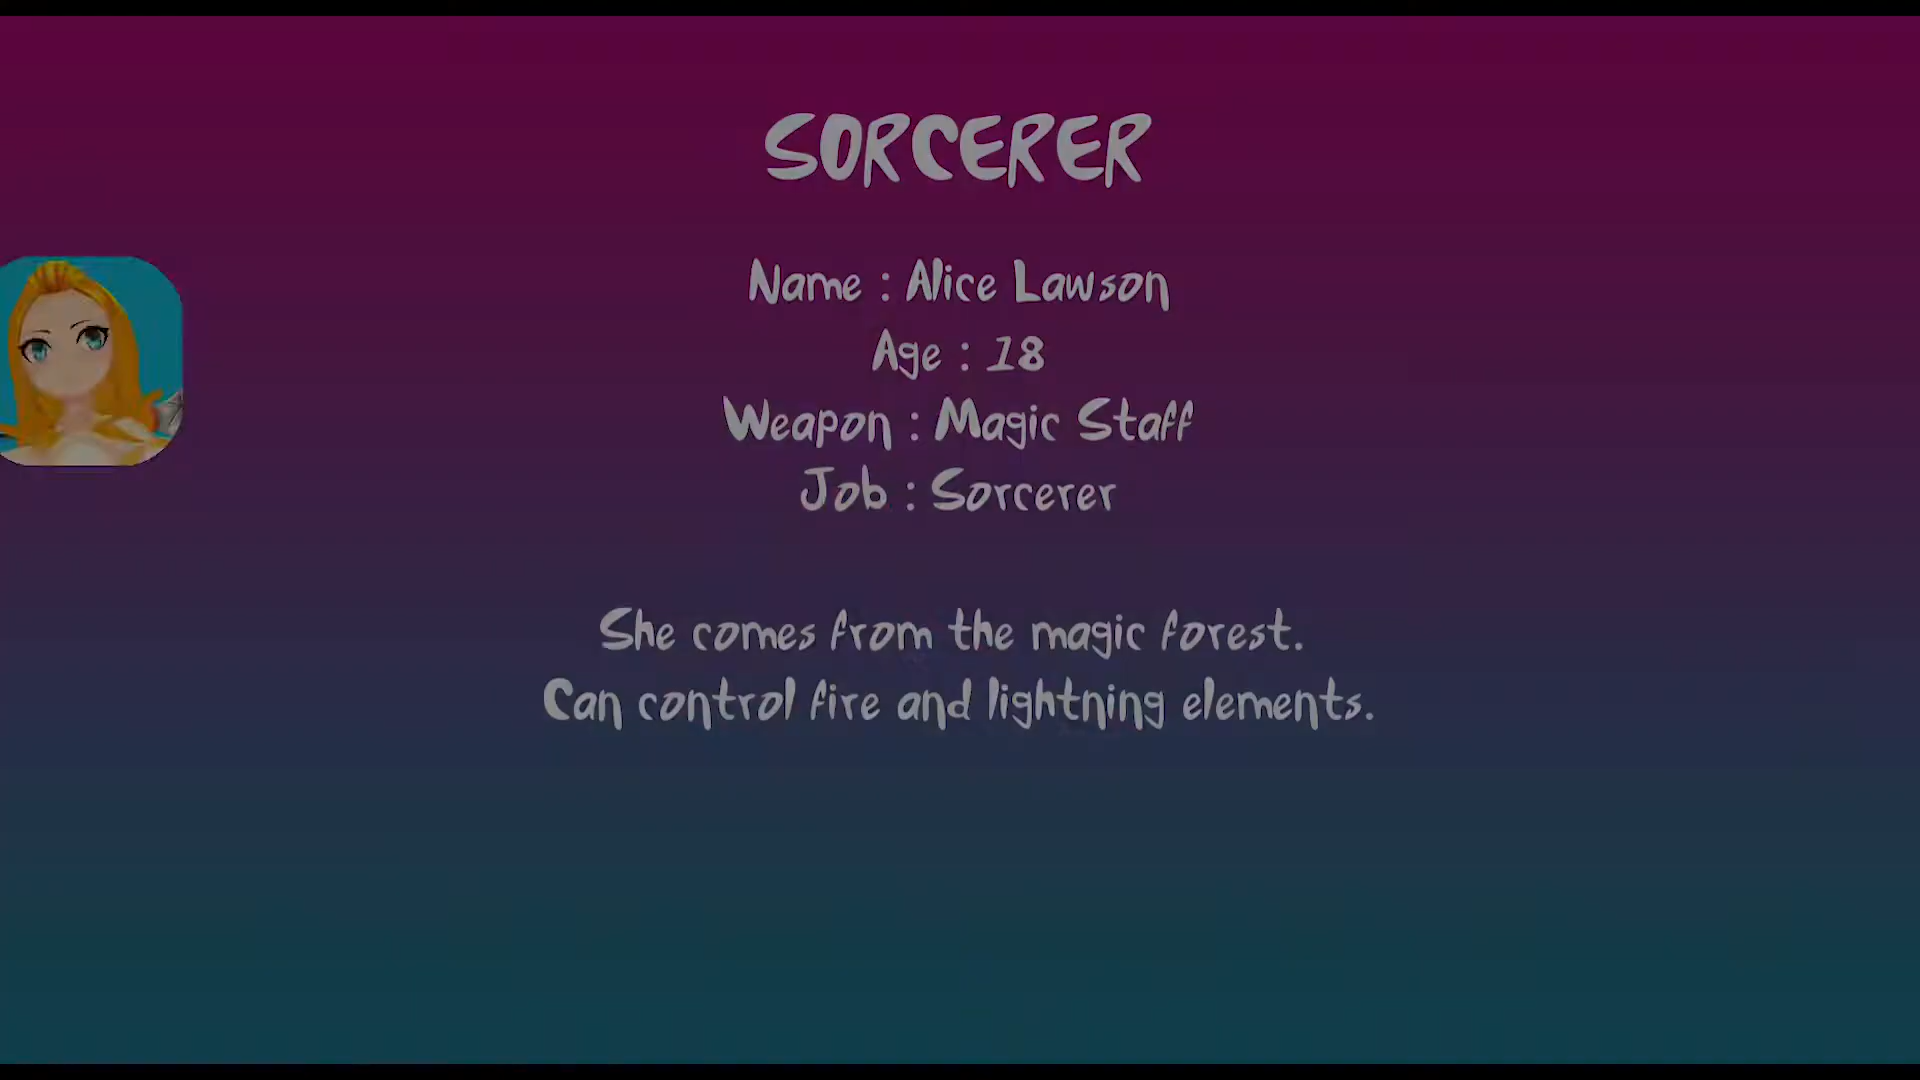 SORCERER
Name : Alice Lawson
Age : 18
Weapon : Magic Staff
Job : Sorcerer
She comes from the magic forest.
Can control fire and lightning elements.